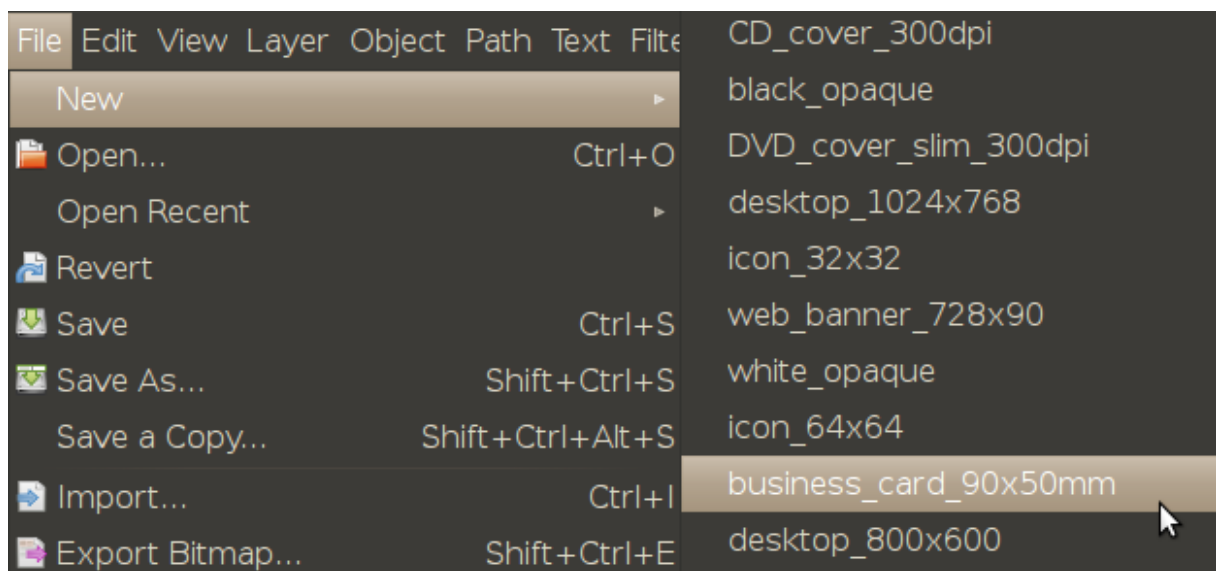 File Edit View Layer Object Path Text
New
Open... Ctrl+O
Open Recent
Revert
Save Ctrl+S
Save As... Shift+Ctrl+S
Save a Copy... Shift+Ctrl+Alt+S
Import... Ctrl+I
Export Bitmap... Shift+Ctrl+E
CD_cover_300dpi
black_opaque
DVD_cover_slim_300dpi
desktop_1024x768
icon_32x32
web_banner_728x90
white_opaque
icon_64x64
business_card_90x50mm
desktop_800x600